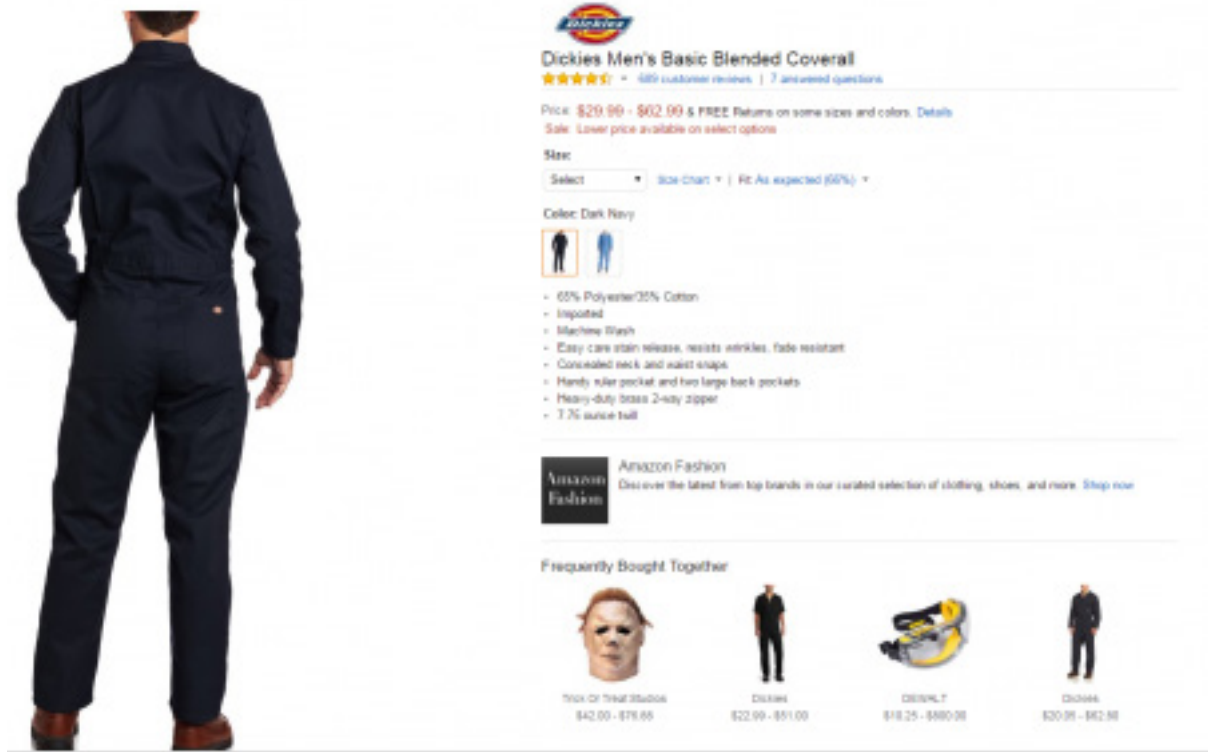 Dickies
Dickies Men's Basic Blended Coverall
689 customer reviews | 7 answered questions
Price: $29.99 - $62.99 & FREE Returns on some sizes and colors. Details
Sale: Lower price available on select options
Size:
Select Size Chart | Fit: As expected (66%)
Color: Dark Navy
65% Polyester/35% Cotton
Imported
Machine Wash
Easy care stain release, resists wrinkles, fade resistant
Concealed neck and waist snaps
Handy ruler pocket and two large back pockets
Heavy-duty brass 2-way zipper
7.75 ounce twill
Amazon Fashion
Amazon Fashion
Discover the latest from top brands in our curated selection of clothing, shoes, and more. Shop now
Frequently Bought Together
Trick Or Treat Studios Dickies DEWALT Dickies
$42.00 - $22.99 - $51.00 $10.25 -